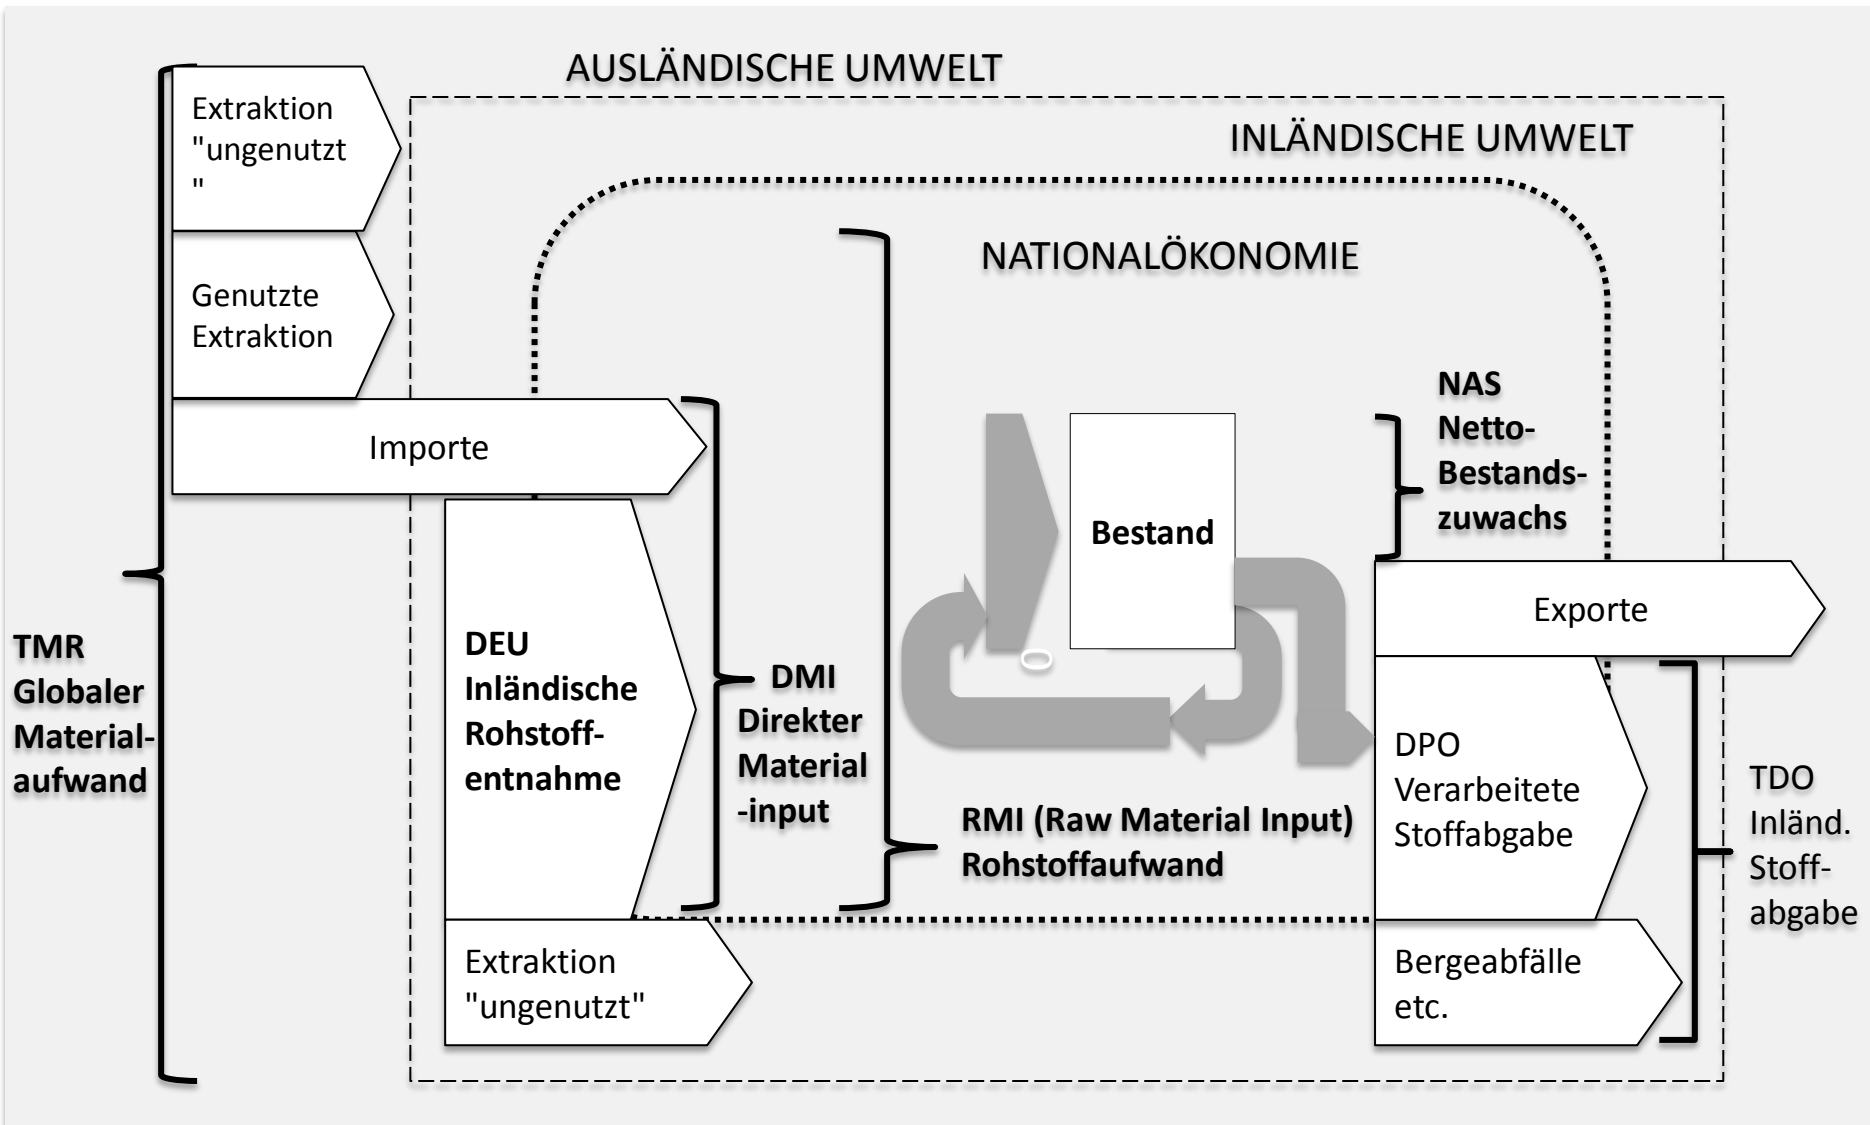 AUSLÄNDISCHE UMWELT
INLÄNDISCHE UMWELT
NATIONALÖKONOMIE
Extraktion
"ungenutzt
"
Genutzte
Extraktion
Importe
TMR
Globaler
Material-
aufwand
DEU
Inländische
Rohstoff-
entnahme
Extraktion
"ungenutzt"
DMI
Direkter
Material
-input
RMI (Raw Material Input)
Rohstoffaufwand
Bestand
NAS
Netto-
Bestands-
zuwachs
Exporte
DPO
Verarbeitete
Stoffabgabe
Bergeabfälle
etc.
TDO
Inländ.
Stoff-
abgabe